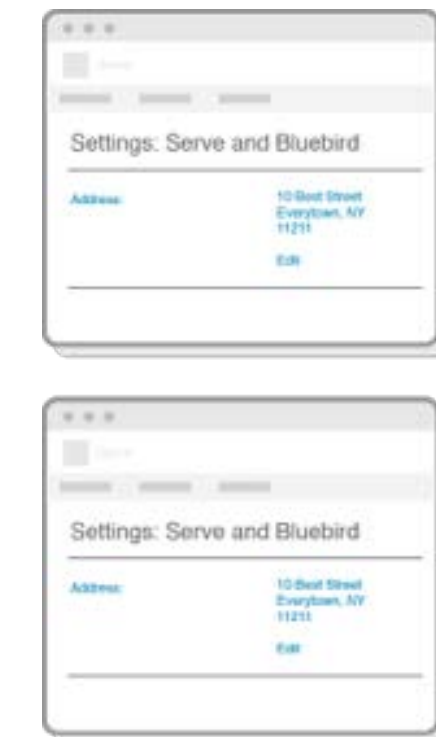 Settings: Serve and Bluebird
Address:
10 Best Street
Everytown, NY
11211
Edit
Settings: Serve and Bluebird
Address:
10 Best Street
Everytown, NY
11211
Edit